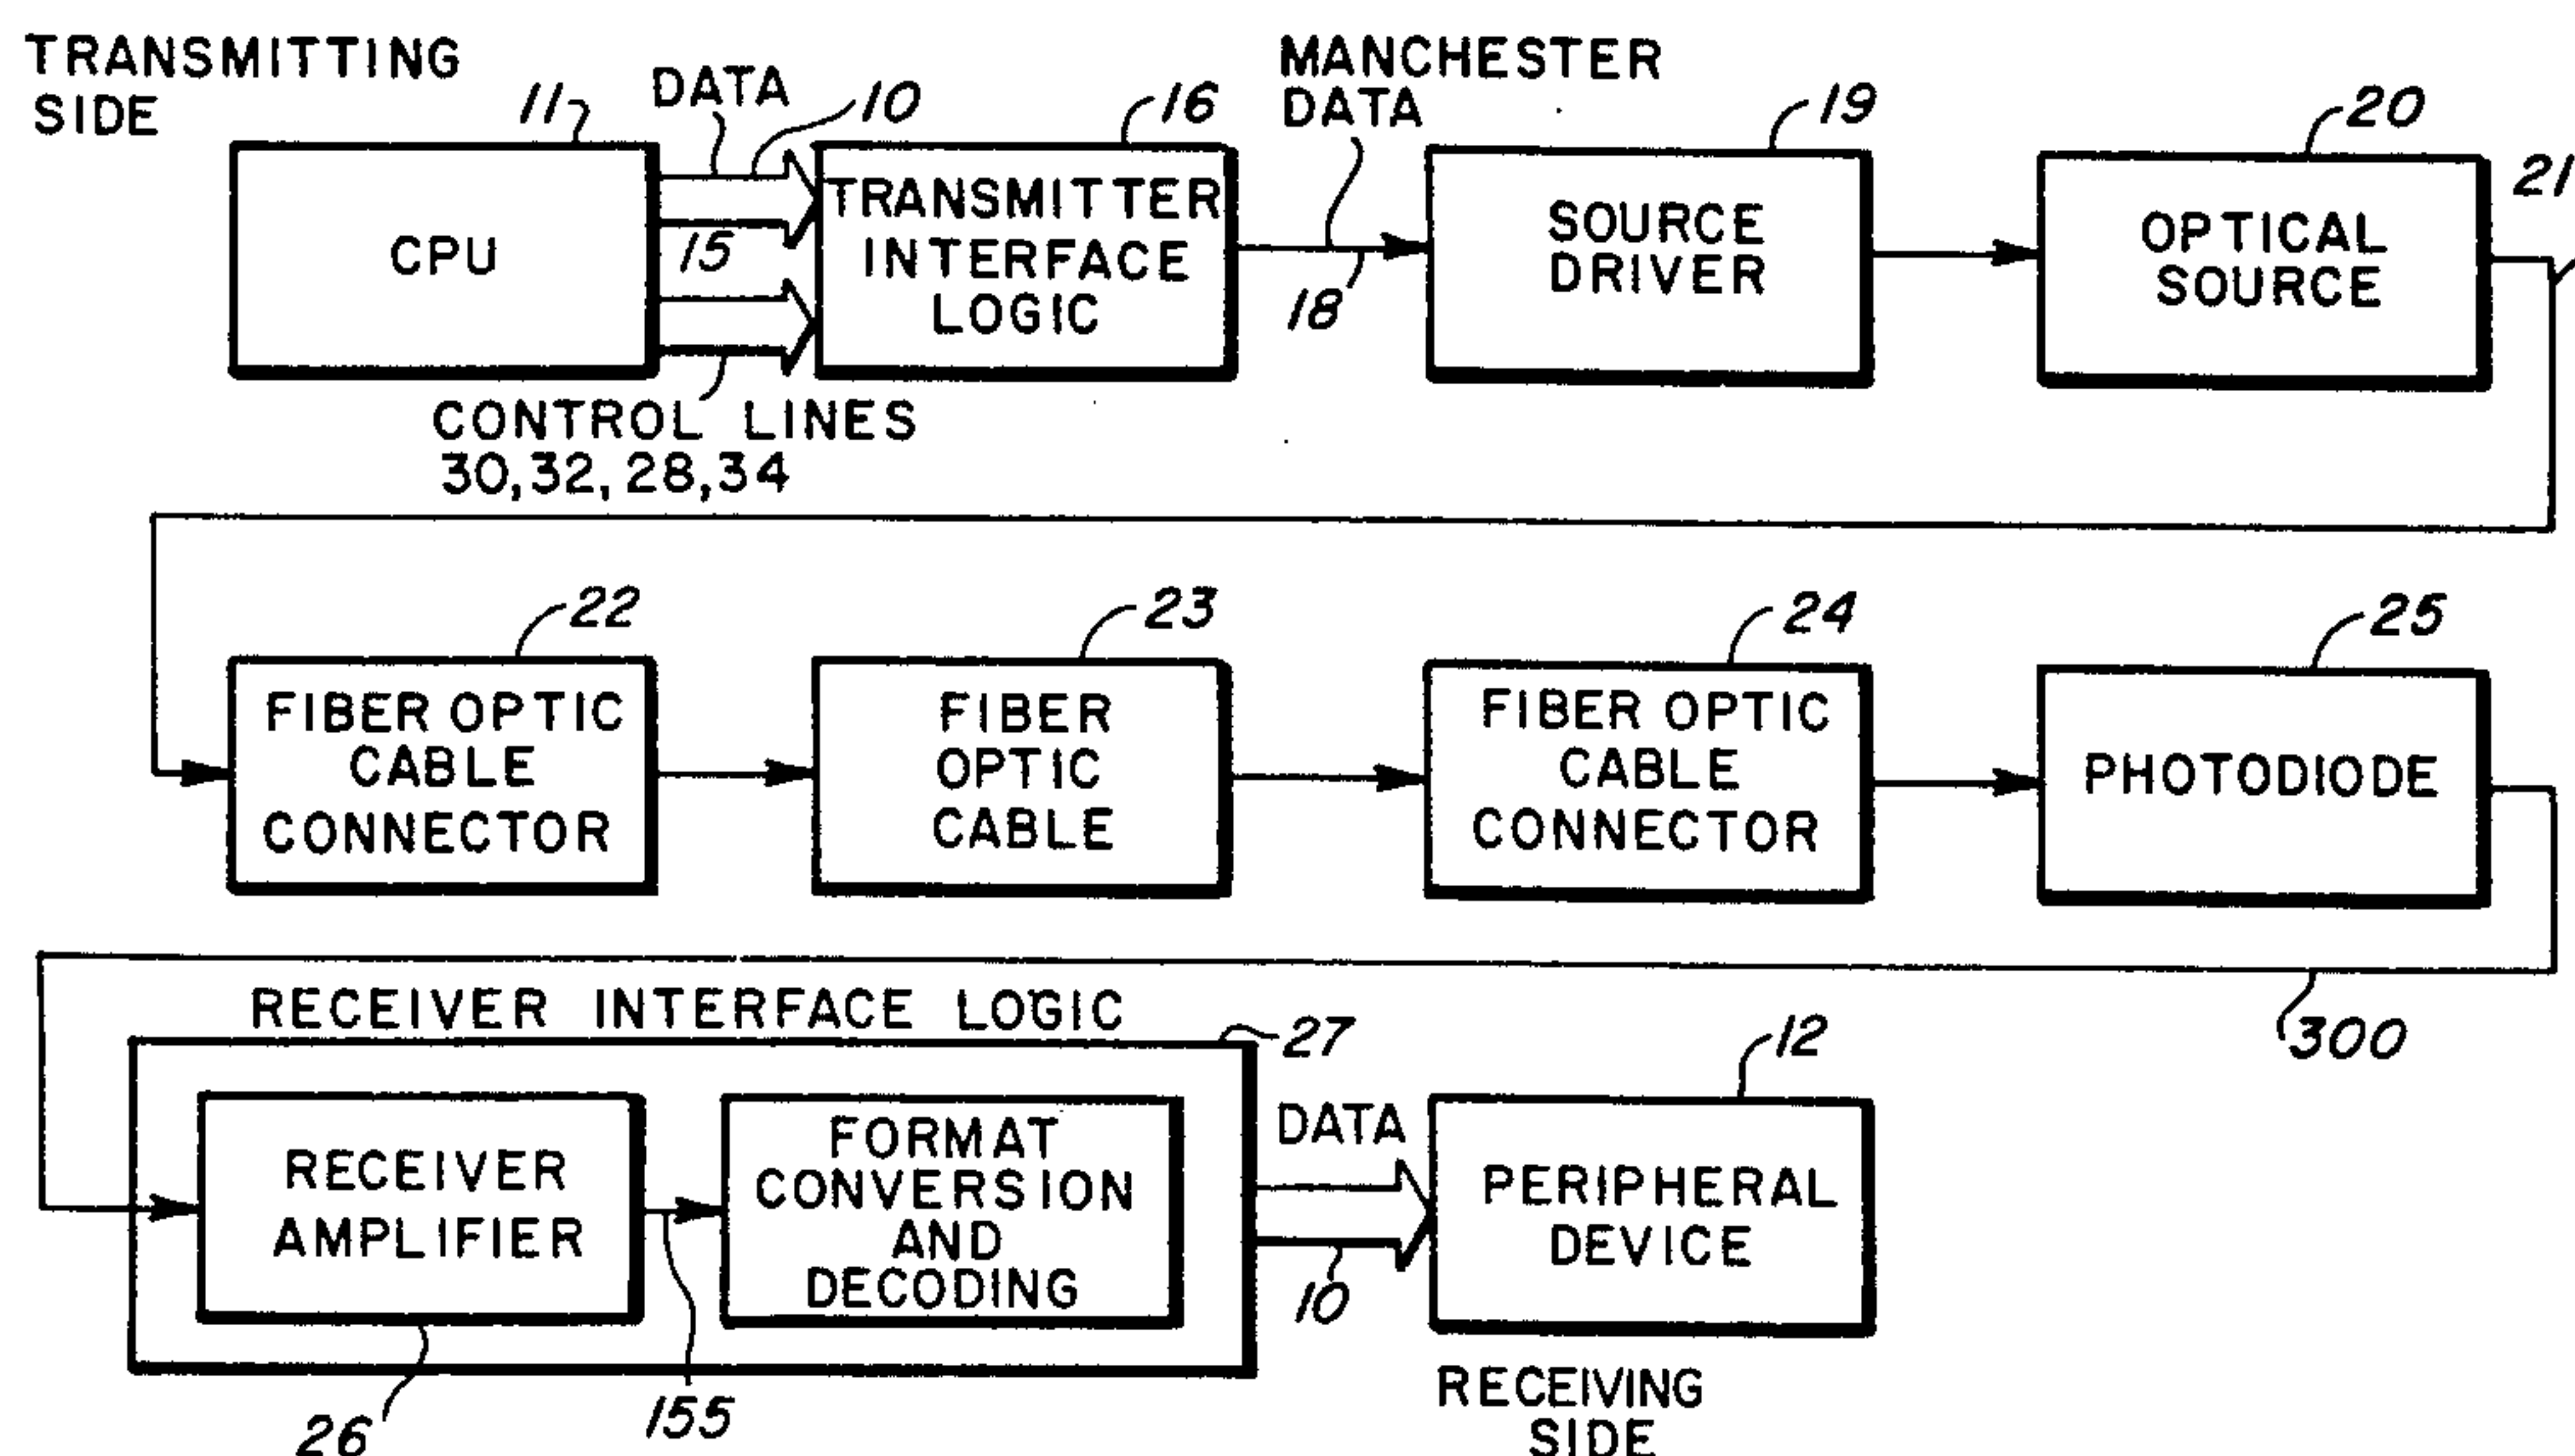 TRANSMITTING
SIDE
11
DATA
10
16
MANCHESTER
DATA
19
20
21
CPU
15
TRANSMITTER
INTERFACE
LOGIC
18
SOURCE
DRIVER
OPTICAL
SOURCE
CONTROL LINES
30, 32, 28, 34
22
23
24
25
FIBER OPTIC
CABLE
CONNECTOR
FIBER
OPTIC
CABLE
FIBER OPTIC
CABLE
CONNECTOR
PHOTODIODE
300
RECEIVER INTERFACE LOGIC
27
12
RECEIVER
AMPLIFIER
FORMAT
CONVERSION
AND
DECODING
DATA
10
PERIPHERAL
DEVICE
26
155
RECEIVING
SIDE